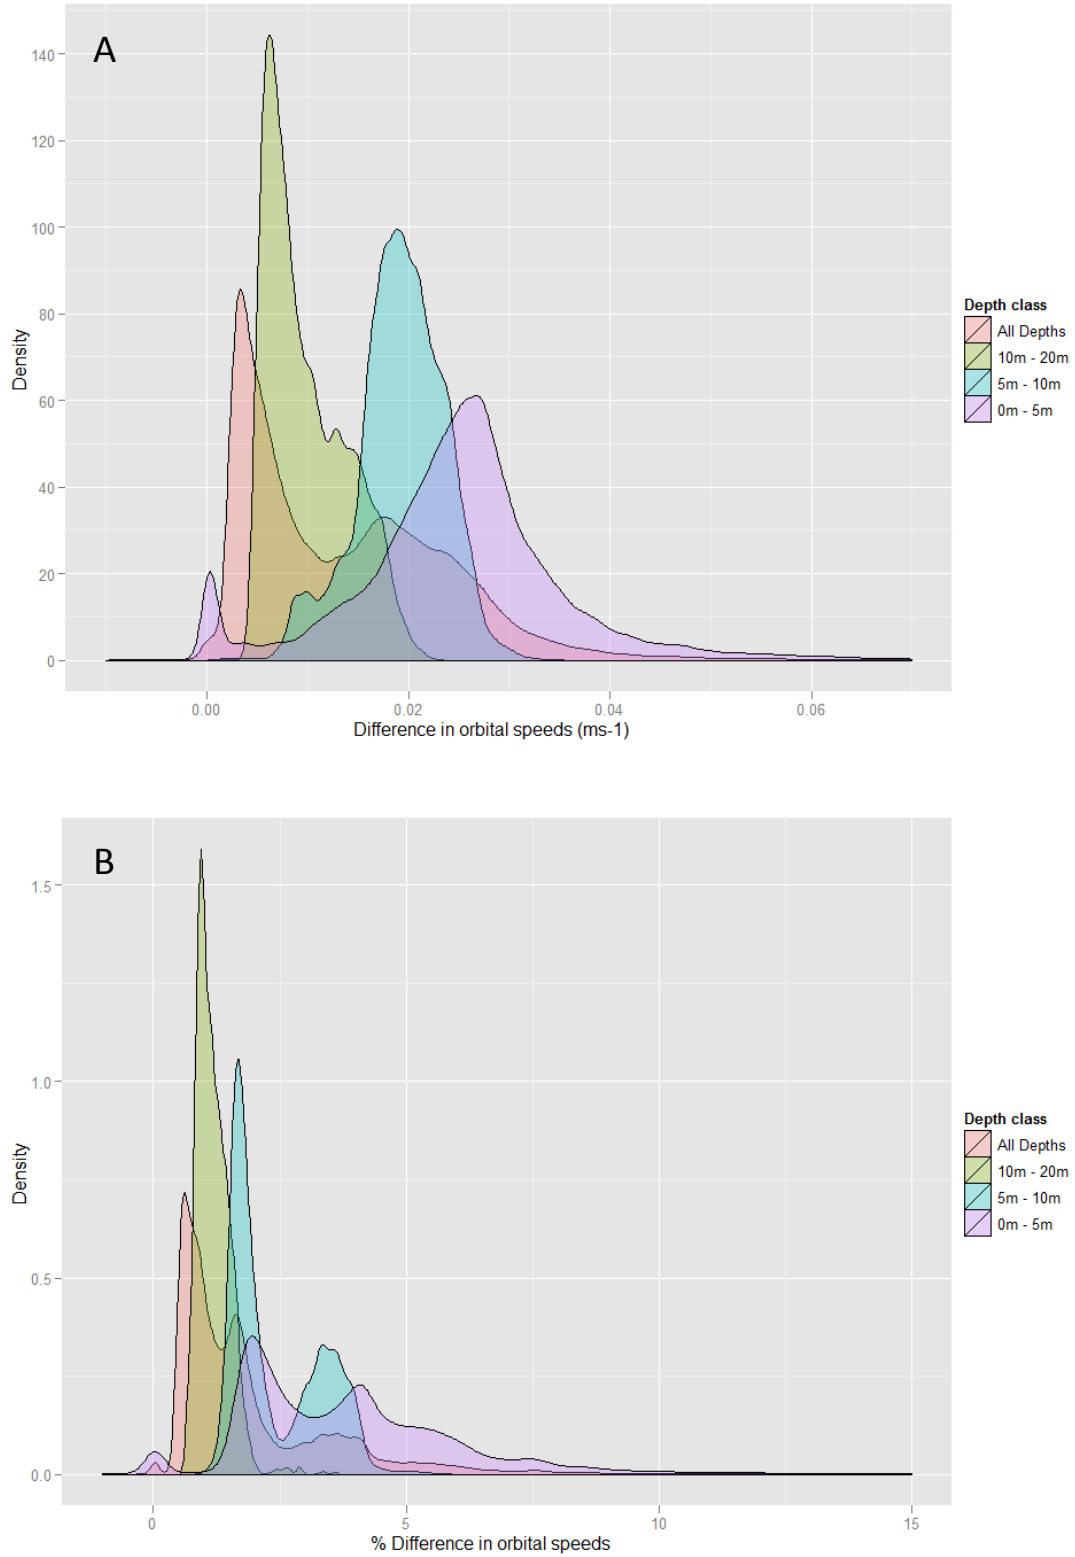 A
140
120
100
80
60
40
20
0
Density
0.00 0.02 0.04 0.06
Difference in orbital speeds (ms-1)
Depth class
All Depths
10m - 20m
5m - 10m
0m - 5m
B
1.5
1.0
0.5
0.0
Density
0 5 10 15
% Difference in orbital speeds
Depth class
All Depths
10m - 20m
5m - 10m
0m - 5m